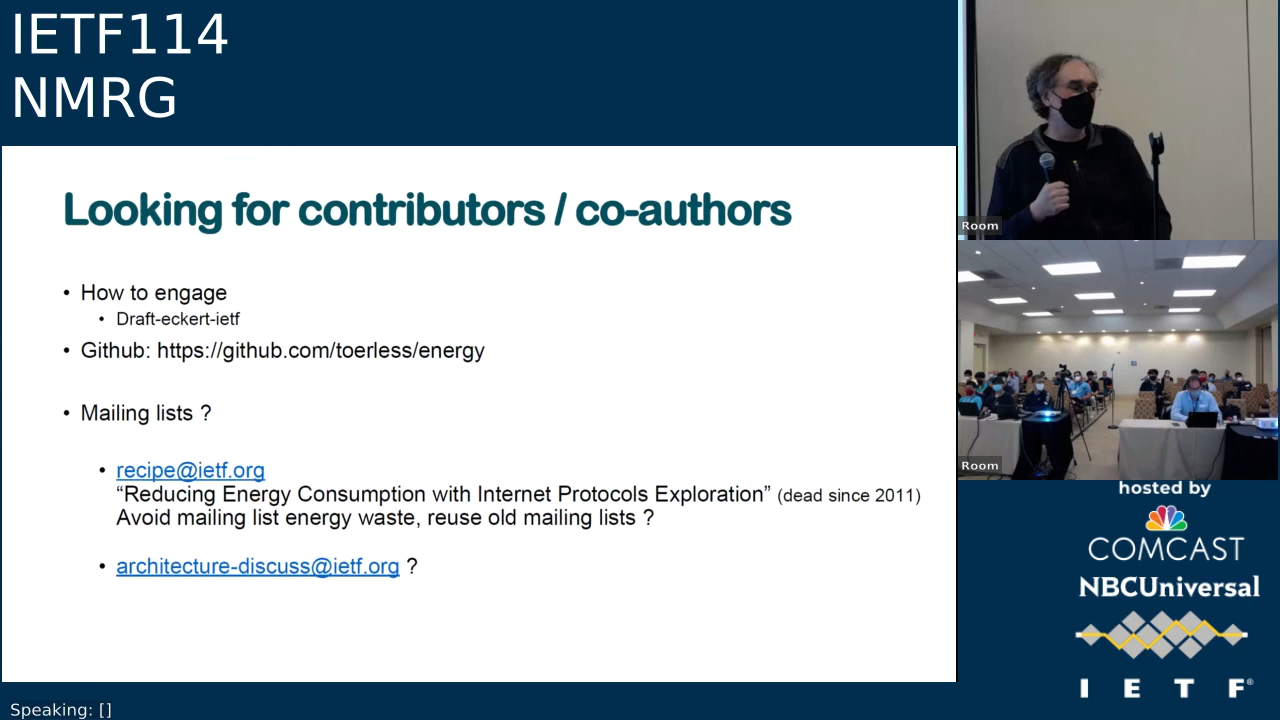 IETF114
NMRG
Looking for contributors / co-authors
• How to engage
• Draft-eckert-ietf
• Github: https://github.com/toerless/energy
• Mailing lists ?
• recipe@ietf.org
“Reducing Energy Consumption with Internet Protocols Exploration” (dead since 2011)
Avoid mailing list energy waste, reuse old mailing lists ?
• architecture-discuss@ietf.org ?
Room
Room
hosted by
COMCAST
NBCUniversal
I E T F®
Speaking: []